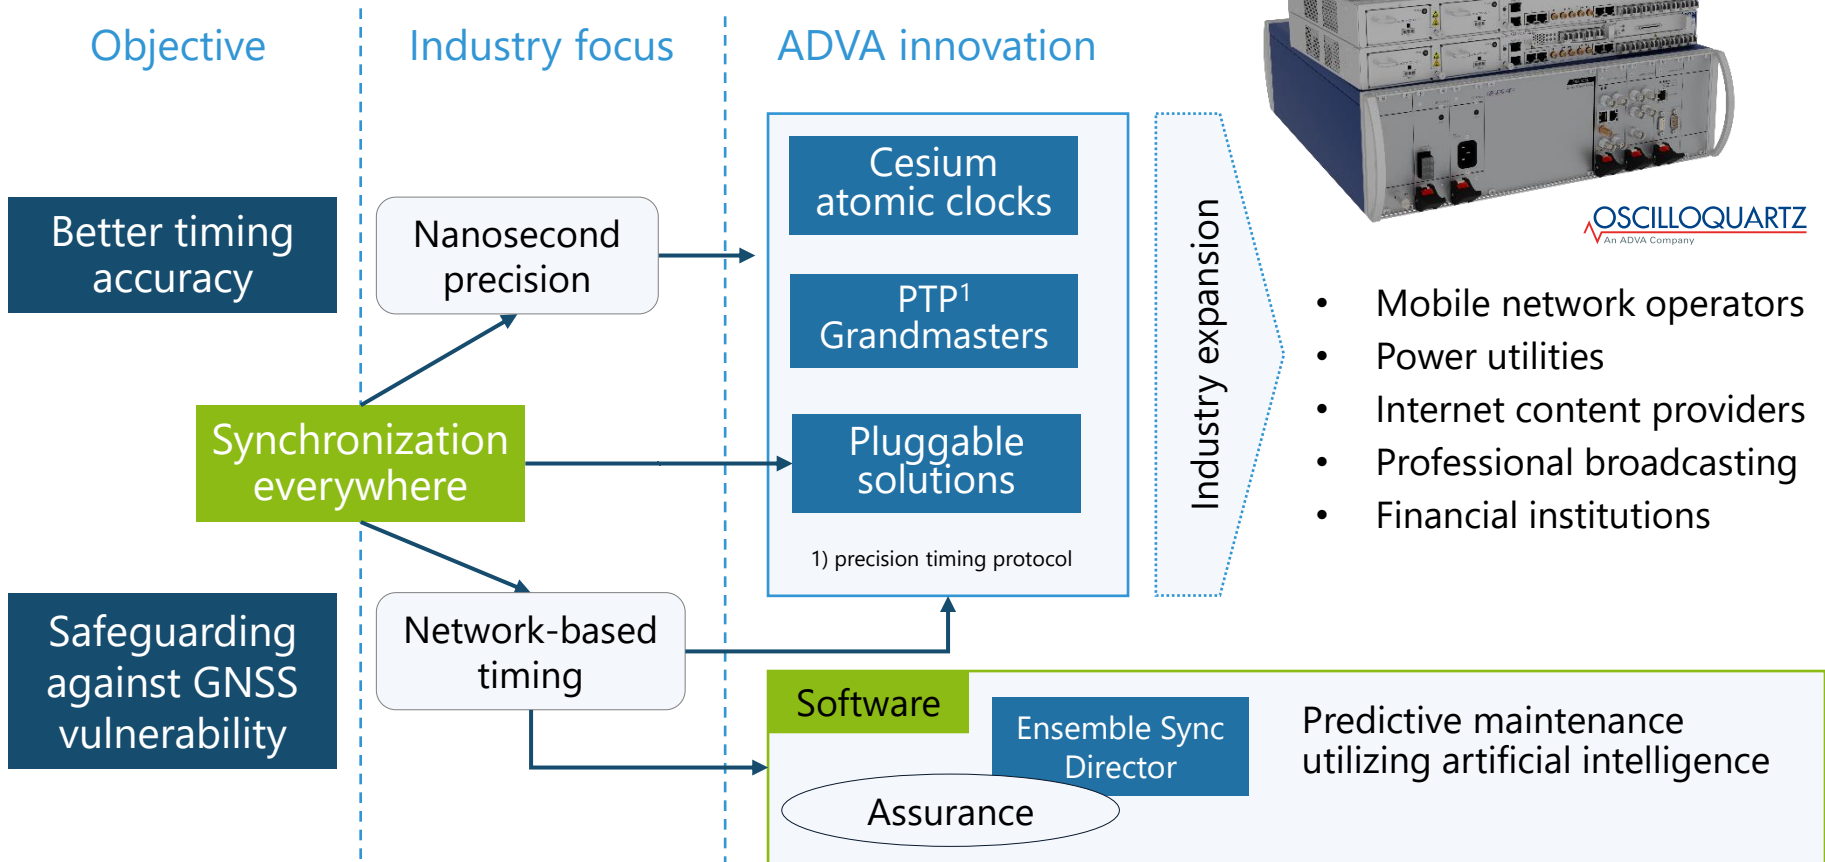 Objective
Industry focus
ADVA innovation
Better timing
accuracy
Synchronization
everywhere
Safeguarding
against GNSS
vulnerability
Nanosecond
precision
Network-based
timing
Cesium
atomic clocks
PTP¹
Grandmasters
Pluggable
solutions
1) precision timing protocol
Industry expansion
OSCILLOQUARTZ
An ADVA Company
• Mobile network operators
• Power utilities
• Internet content providers
• Professional broadcasting
• Financial institutions
Software
Ensemble Sync
Director
Assurance
Predictive maintenance
utilizing artificial intelligence